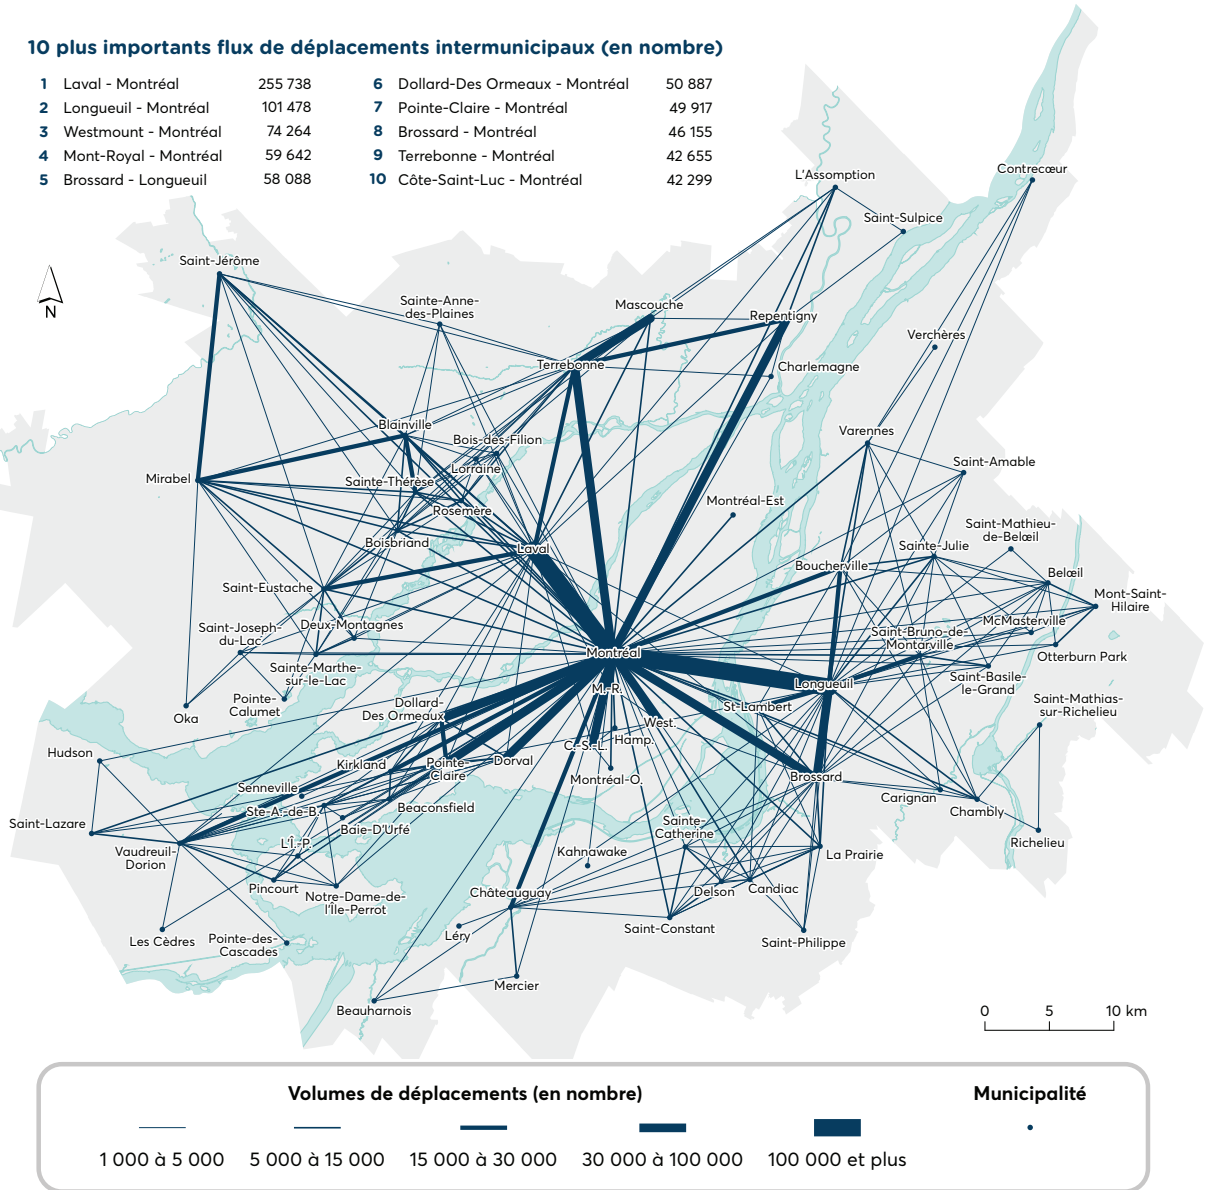 10 plus importants flux de déplacements intermunicipaux (en nombre)
1 Laval - Montréal 255 738
2 Longueuil - Montréal 101 478
3 Westmount - Montréal 74 264
4 Mont-Royal - Montréal 59 642
5 Brossard - Longueuil 58 088
6 Dollard-Des Ormeaux - Montréal 50 887
7 Pointe-Claire - Montréal 49 917
8 Brossard - Montréal 46 155
9 Terrebonne - Montréal 42 655
10 Côte-Saint-Luc - Montréal 42 299
N
L'Assomption
Contrecœur
Saint-Sulpice
Saint-Jérôme
Sainte-Anne-
des-Plaines
Mascouche
Repentigny
Verchères
Terrebonne
Charlemagne
Blainville
Bois-des-Filion
Varennes
Lorraine
Saint-Amable
Mirabel
Sainte-Thérèse
Rosemère
Montréal-Est
Boisbriand
Laval
Saint-Mathieu-
de-Belœil
Sainte-Julie
Boucherville
Belœil
Saint-Eustache
Mont-Saint-
Hilaire
Deux-Montagnes
McMasterville
Saint-Joseph-
du-Lac
Saint-Bruno-de-
Montarville
Montréal
Otterburn Park
Sainte-Marthe-
sur-le-Lac
Saint-Basile-
le-Grand
M.-R.
Longueuil
Pointe-
Calumet
Oka
Dollard-
Des Ormeaux
St-Lambert
Saint-Mathias-
sur-Richelieu
West.
Hamp.
C.-S.-L.
Hudson
Kirkland
Pointe-
Claire
Dorval
Montréal-O.
Brossard
Senneville
Ste-A.-de-B.
Beaconsfield
Carignan
Chambly
Saint-Lazare
Baie-D'Urfé
Sainte-
Catherine
Richelieu
L'Î.-P.
Vaudreuil-
Dorion
Kahnawake
La Prairie
Pincourt
Notre-Dame-de-
l'Île-Perrot
Châteauguay
Delson
Candiac
Les Cèdres
Pointe-des-
Cascades
Léry
Saint-Constant
Saint-Philippe
Mercier
Beauharnois
0 5 10 km
Volumes de déplacements (en nombre)
Municipalité
1 000 à 5 000
5 000 à 15 000
15 000 à 30 000
30 000 à 100 000
100 000 et plus